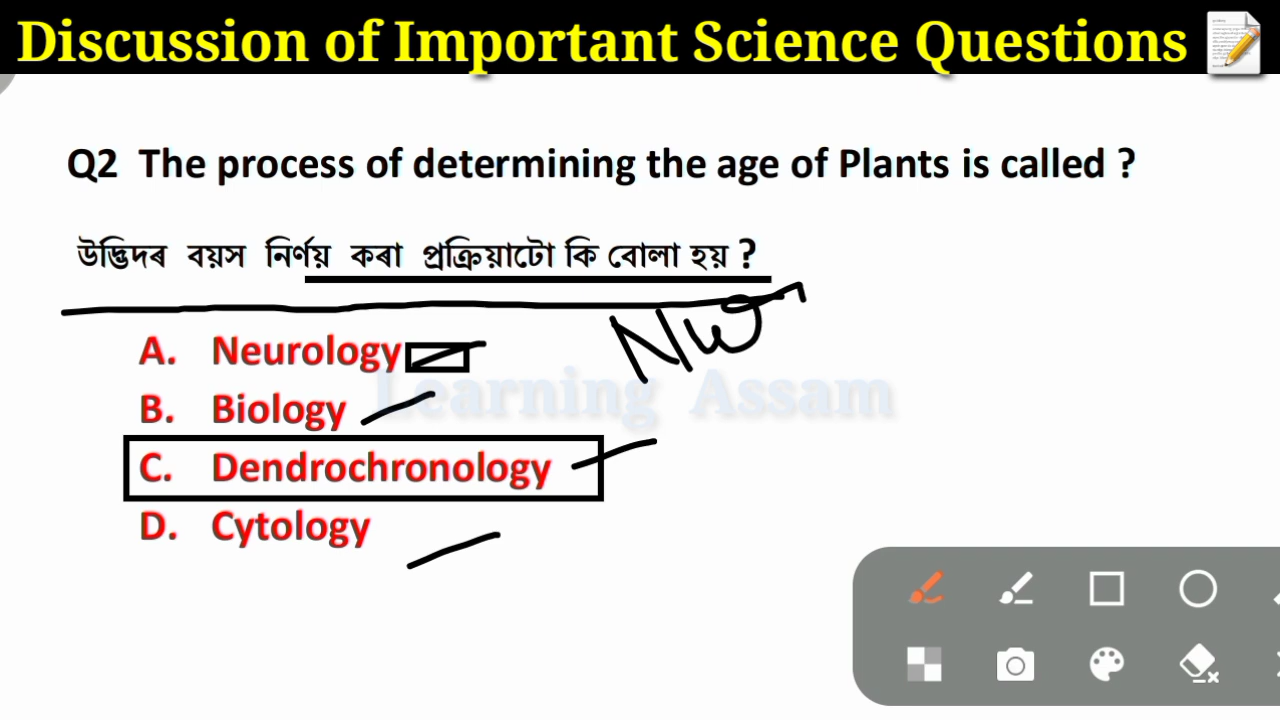 Discussion of Important Science Questions
Q2 The process of determining the age of Plants is called ?
উদ্ভিদৰ বয়স নিৰ্ণয় কৰা প্ৰক্ৰিয়াটো কি বোলা হয় ?
A. Neurology
B. Biology
C. Dendrochronology
D. Cytology
Learning Assam